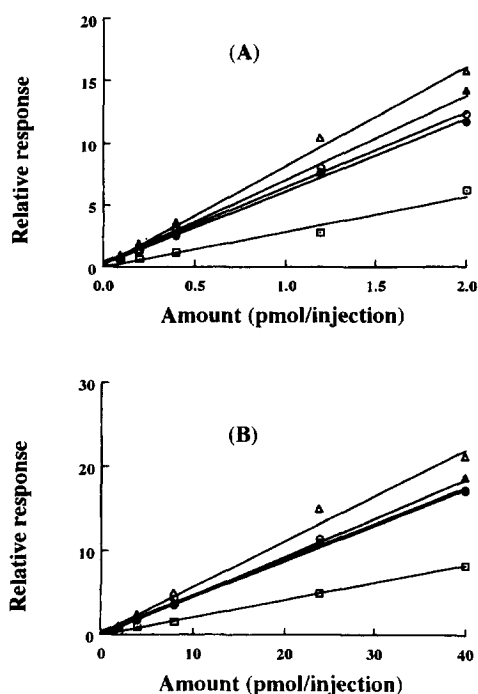 (A)
Relative response
20
15
10
5
0
0.0 0.5 1.0 1.5 2.0
Amount (pmol/injection)
(B)
Relative response
30
20
10
0
0 10 20 30 40
Amount (pmol/injection)